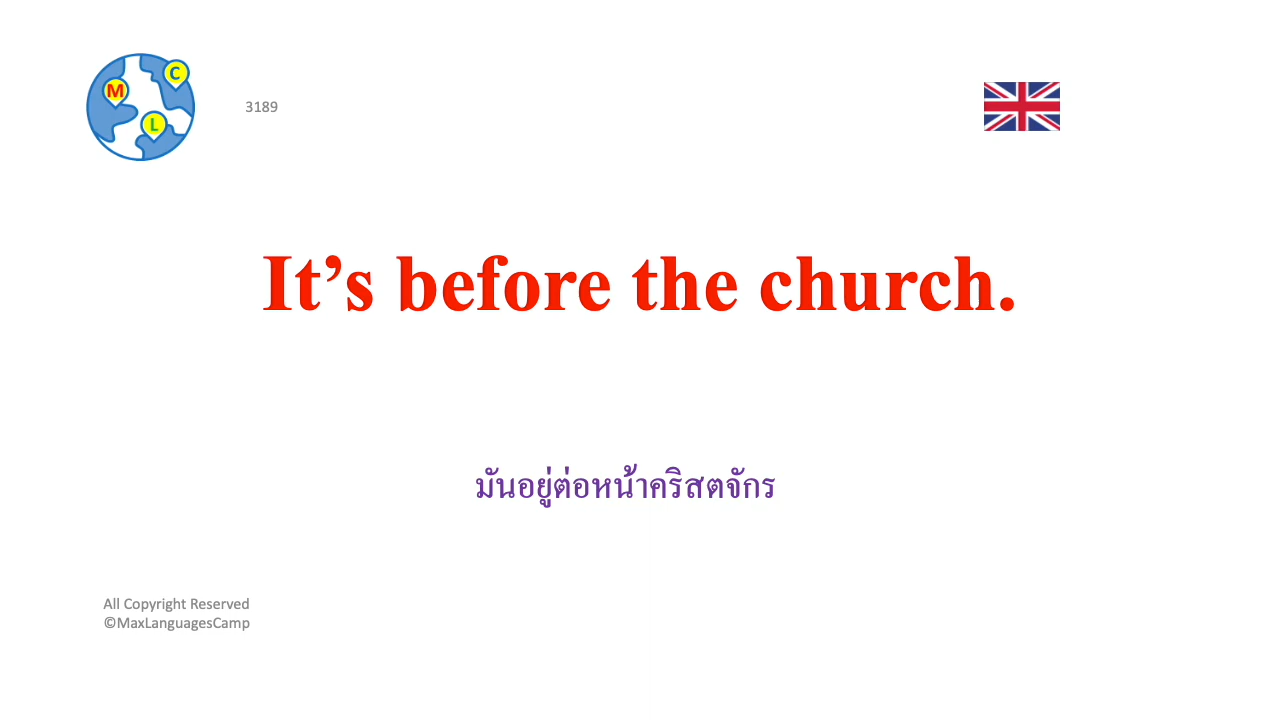 C
M
L
3189
It’s before the church.
มันอยู่ต่อหน้าคริสตจักร
All Copyright Reserved
©MaxLanguagesCamp